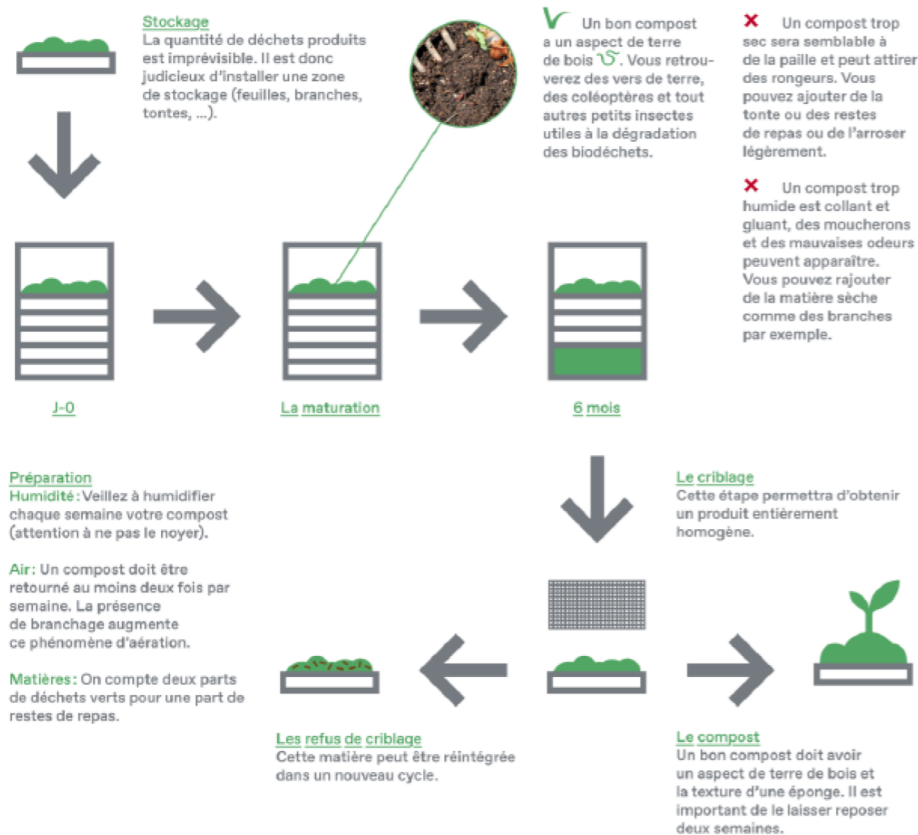 Stockage
La quantité de déchets produits
est imprévisible. Il est donc
judicieux d'installer une zone
de stockage (feuilles, branches,
tontes, ...).
Un bon compost
a un aspect de terre
de bois. Vous retrou-
verez des vers de terre,
des coléoptères et tout
autres petits insectes
utiles à la dégradation
des biodéchets.
Un compost trop
sec sera semblable à
de la paille et peut attirer
des rongeurs. Vous
pouvez ajouter de la
tonte ou des restes
de repas ou de l'arroser
légèrement.
Un compost trop
humide est collant et
gluant, des moucherons
et des mauvaises odeurs
peuvent apparaître.
Vous pouvez rajouter
de la matière sèche
comme des branches
par exemple.
J-0
La maturation
6 mois
Préparation
Humidité: Veillez à humidifier
chaque semaine votre compost
(attention à ne pas le noyer).
Air: Un compost doit être
retourné au moins deux fois par
semaine. La présence
de branchage augmente
ce phénomène d'aération.
Matières: On compte deux parts
de déchets verts pour une part de
restes de repas.
Le criblage
Cette étape permettra d'obtenir
un produit entièrement
homogène.
Les refus de criblage
Cette matière peut être réintégrée
dans un nouveau cycle.
Le compost
Un bon compost doit avoir
un aspect de terre de bois et
la texture d'une éponge. Il est
important de le laisser reposer
deux semaines.